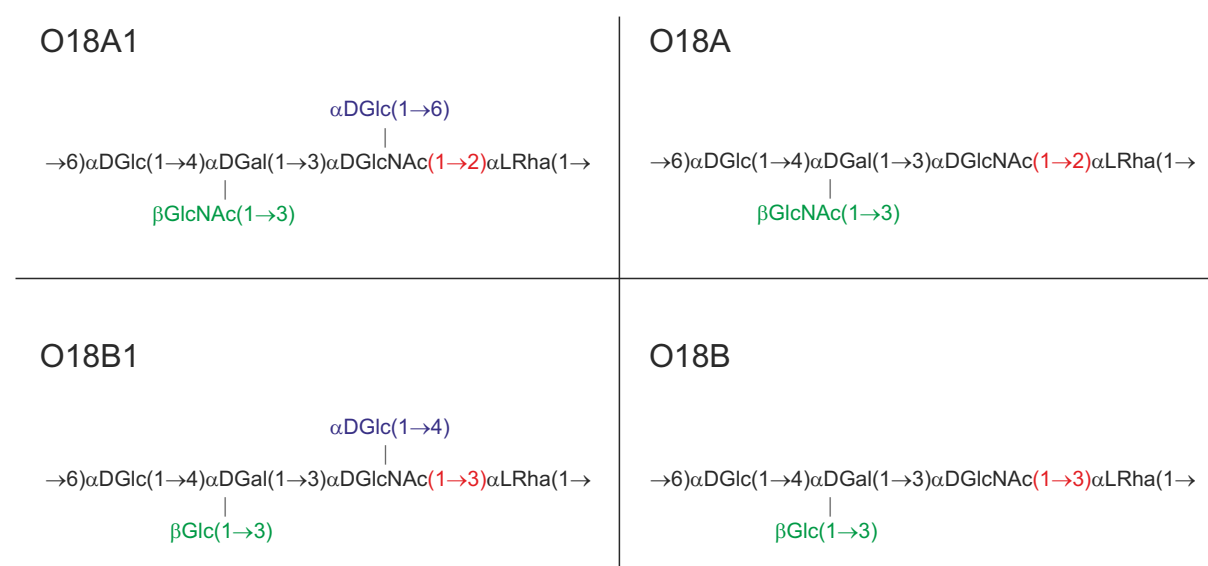 O18A1
αDGlc(1→6)
|
→6)αDGlc(1→4)αDGal(1→3)αDGlcNAc(1→2)αLRha(1→
|
βGlcNAc(1→3)
O18A
→6)αDGlc(1→4)αDGal(1→3)αDGlcNAc(1→2)αLRha(1→
|
βGlcNAc(1→3)
O18B1
αDGlc(1→4)
|
→6)αDGlc(1→4)αDGal(1→3)αDGlcNAc(1→3)αLRha(1→
|
βGlc(1→3)
O18B
→6)αDGlc(1→4)αDGal(1→3)αDGlcNAc(1→3)αLRha(1→
|
βGlc(1→3)